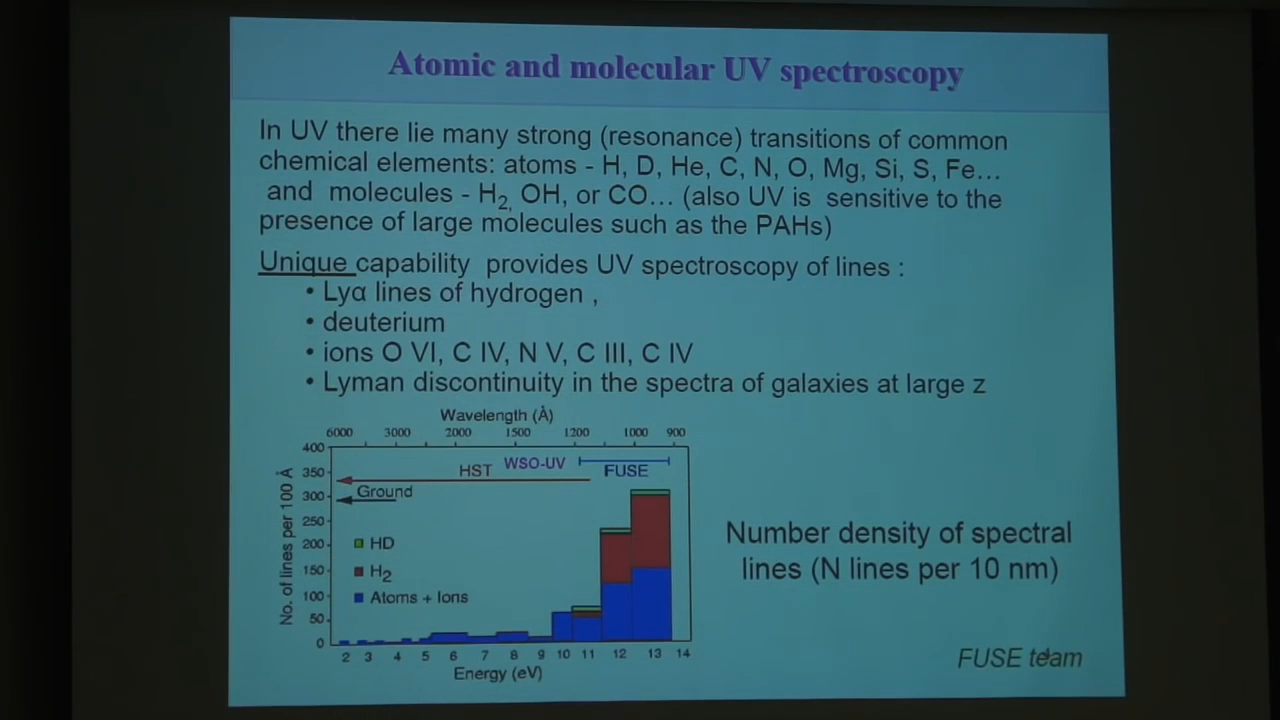 Atomic and molecular UV spectroscopy
In UV there lie many strong (resonance) transitions of common
chemical elements: atoms - H, D, He, C, N, O, Mg, Si, S, Fe...
and molecules - H2, OH, or CO... (also UV is sensitive to the
presence of large molecules such as the PAHs)
Unique capability provides UV spectroscopy of lines :
• Lyα lines of hydrogen ,
• deuterium
• ions O VI, C IV, N V, C III, C IV
• Lyman discontinuity in the spectra of galaxies at large z
Wavelength (Å)
6000 3000 2000 1500 1200 1000 900
No. of lines per 100 Å
400
350
300
250
200
150
100
50
0
HST WSO-UV FUSE
Ground
HD
H2
Atoms + Ions
2 3 4 5 6 7 8 9 10 11 12 13 14
Energy (eV)
Number density of spectral
lines (N lines per 10 nm)
FUSE team